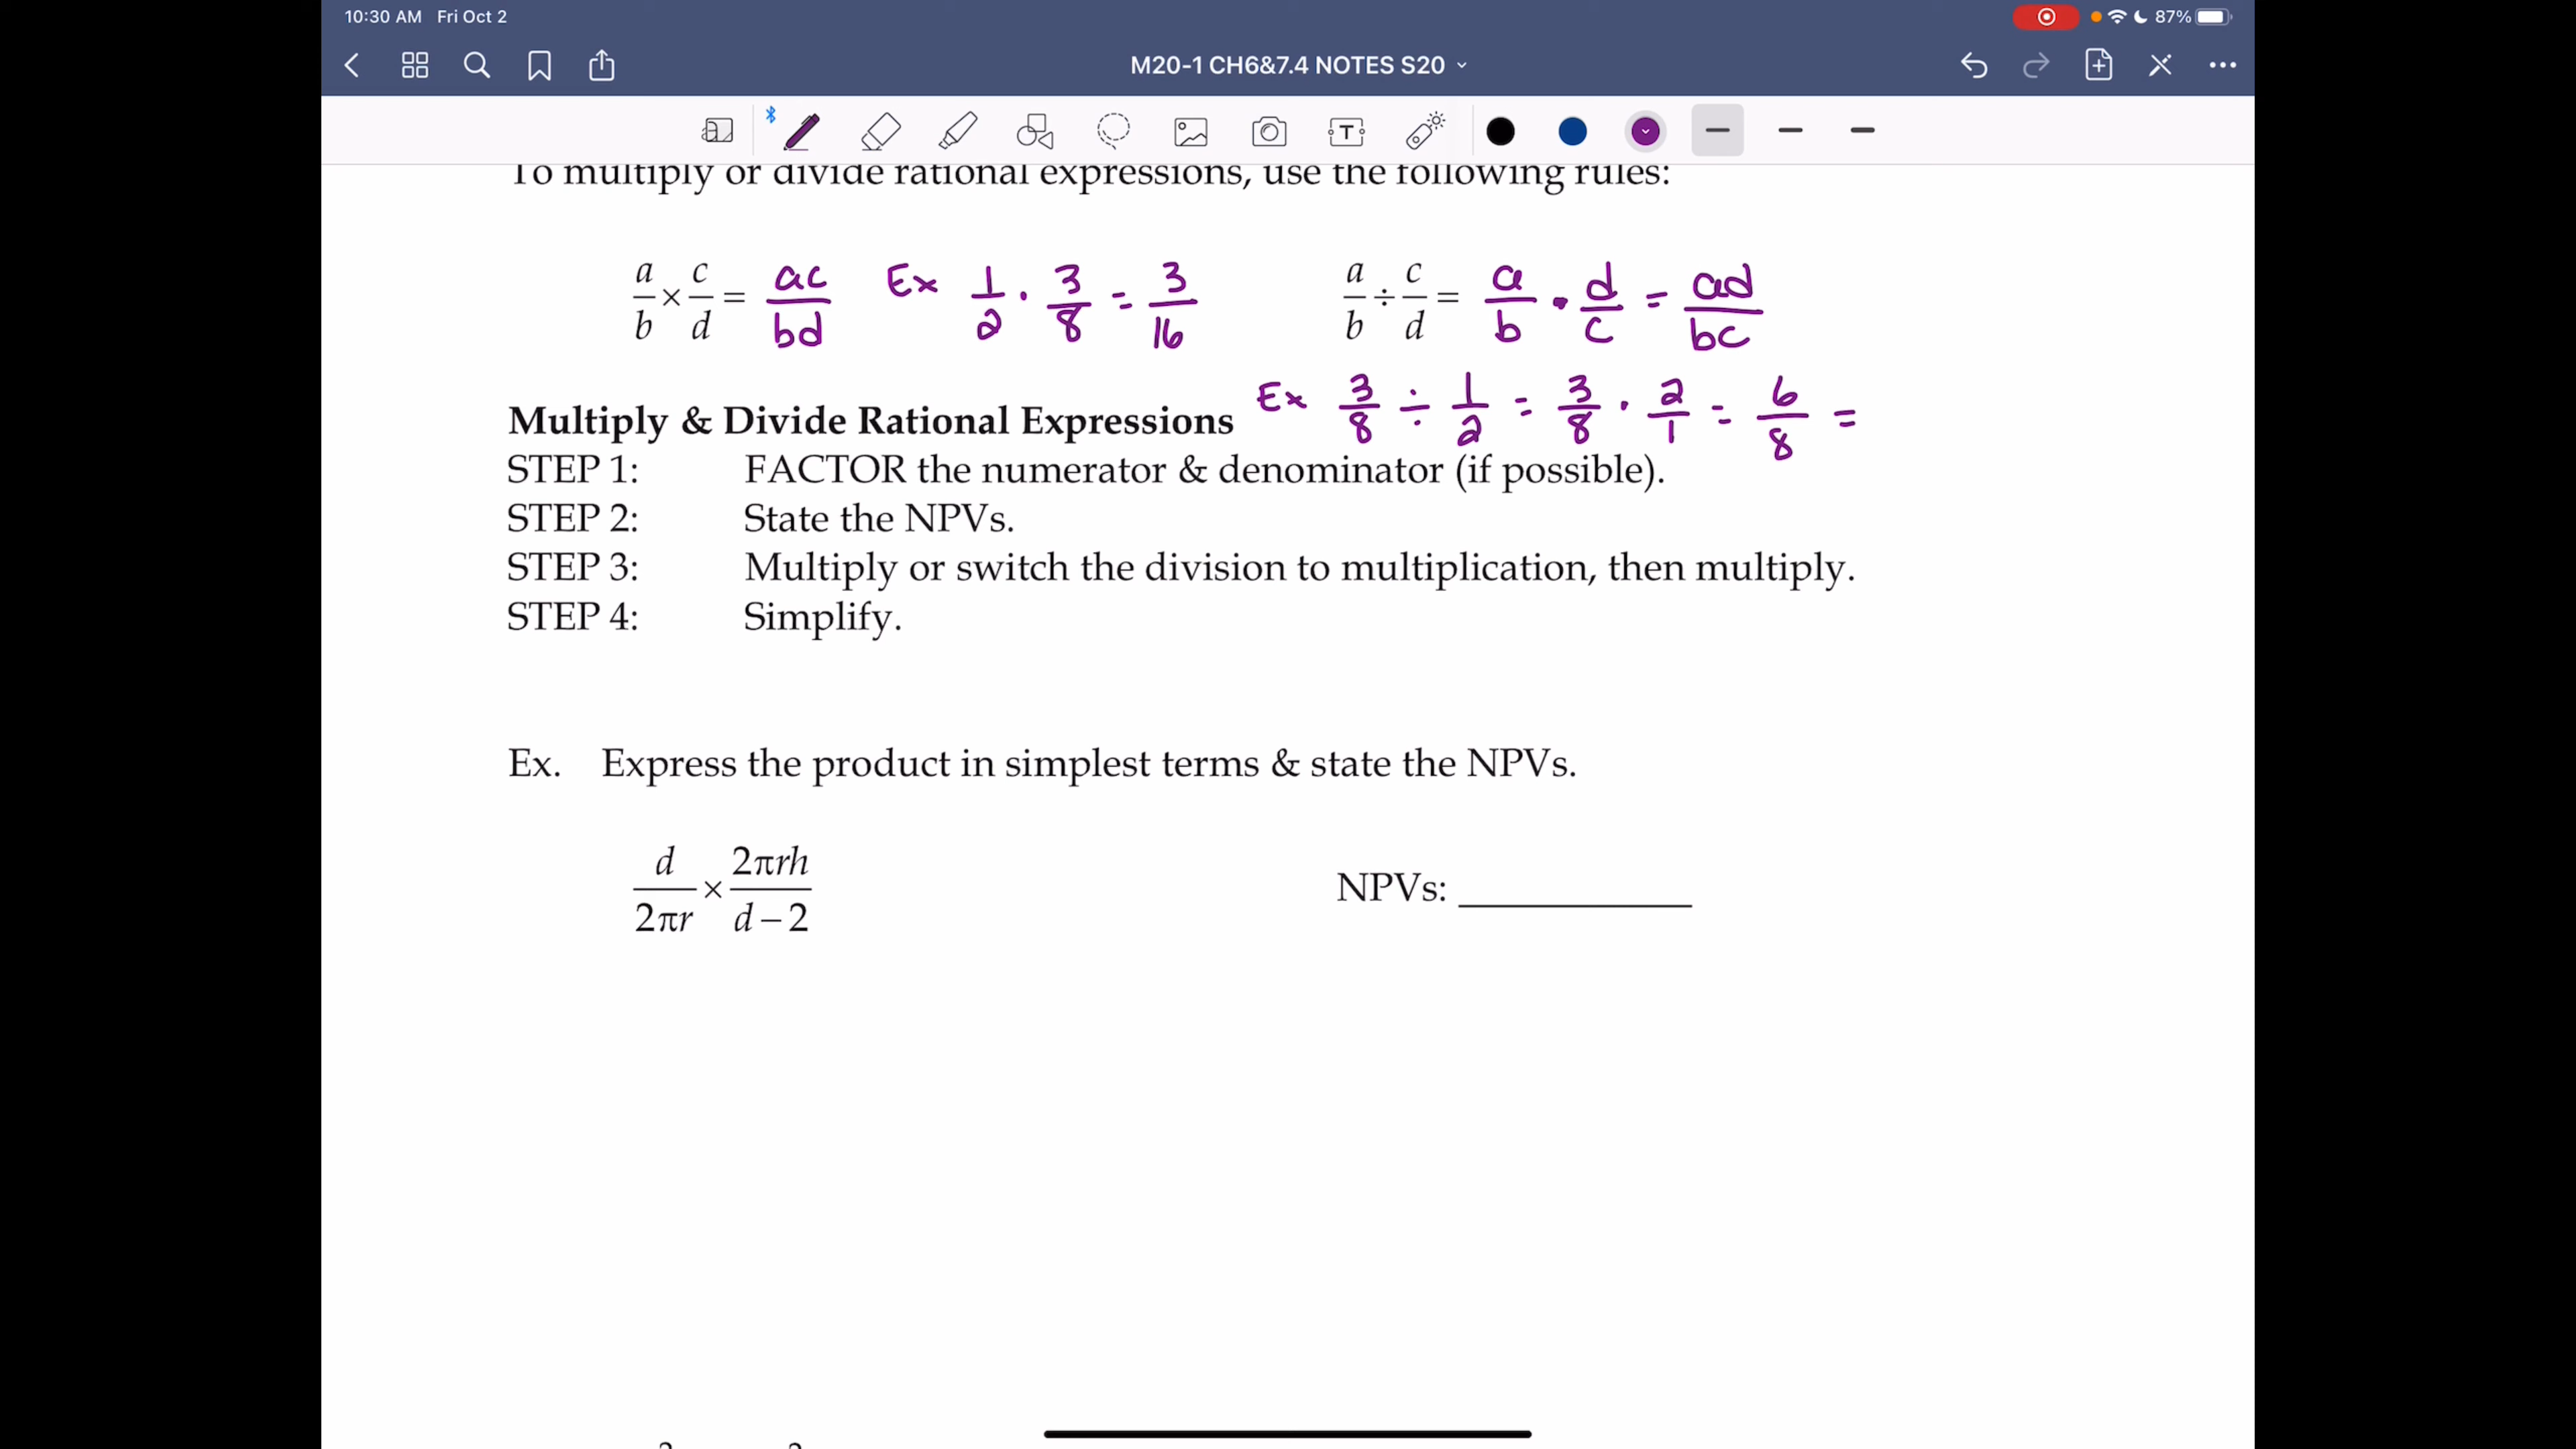 10:30 AM Fri Oct 2 87%
M20-1 CH6&7.4 NOTES S20
To multiply or divide rational expressions, use the following rules:
a/b × c/d = ac/bd Ex 1/2 · 3/8 = 3/16 a/b ÷ c/d = a/b · d/c = ad/bc
Ex 3/8 ÷ 1/2 = 3/8 · 2/1 = 6/8 =
Multiply & Divide Rational Expressions
STEP 1: FACTOR the numerator & denominator (if possible).
STEP 2: State the NPVs.
STEP 3: Multiply or switch the division to multiplication, then multiply.
STEP 4: Simplify.
Ex. Express the product in simplest terms & state the NPVs.
d/2πr × 2πrh/d − 2 NPVs: ____________